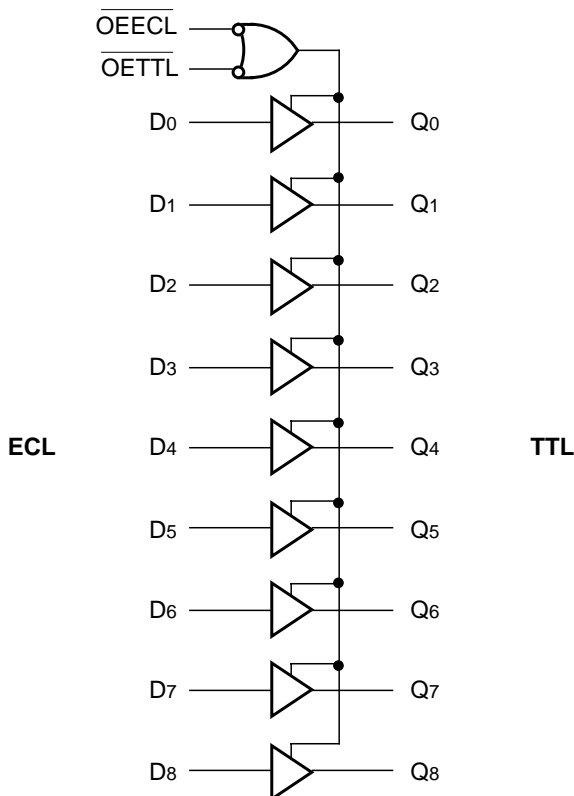 OEECL
OETTL
D0 Q0
D1 Q1
D2 Q2
D3 Q3
ECL D4 Q4 TTL
D5 Q5
D6 Q6
D7 Q7
D8 Q8